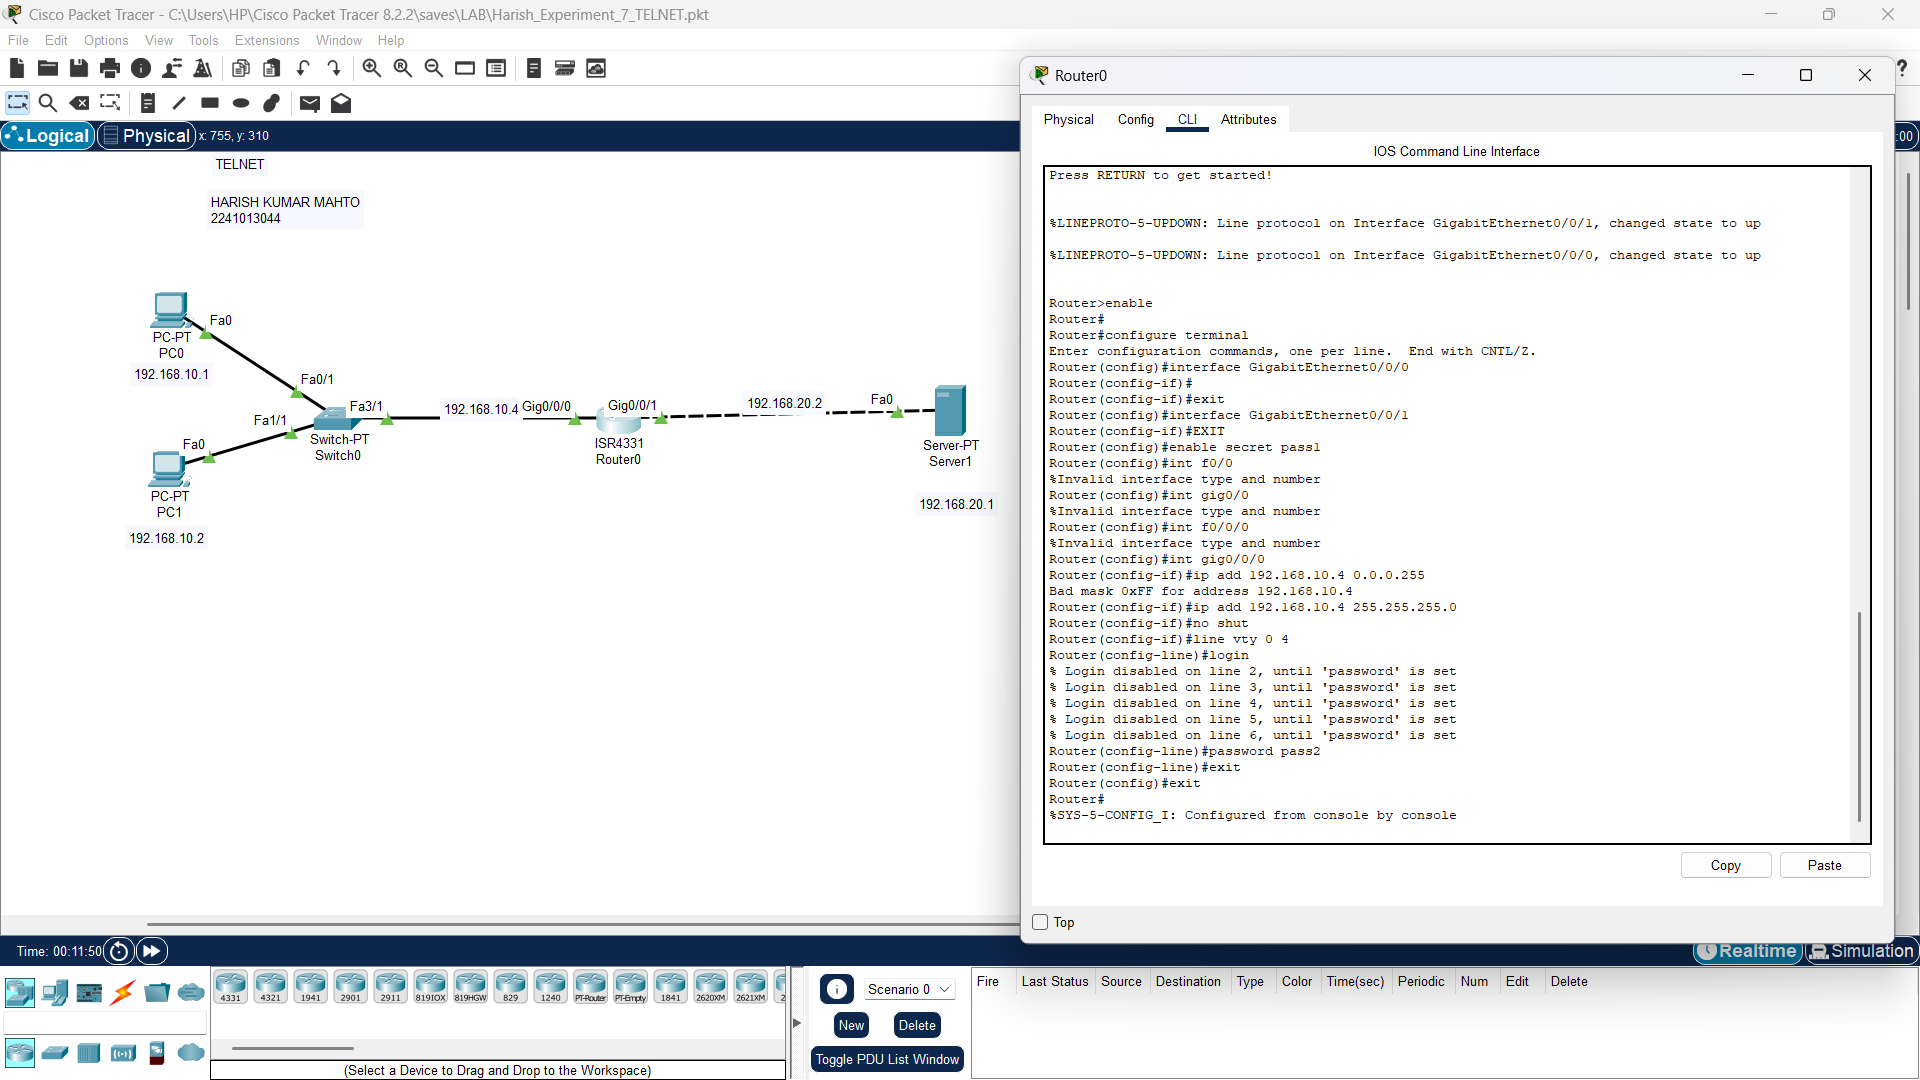 Cisco Packet Tracer - C:\Users\HP\Cisco Packet Tracer 8.2.2\saves\LAB\Harish_Experiment_7_TELNET.pkt
File Edit Options View Tools Extensions Window Help
Logical Physical x: 755, y: 310
TELNET
HARISH KUMAR MAHTO
2241013044
Fa0
PC-PT
PC0
192.168.10.1
Fa0/1
Fa3/1
Fa1/1
Switch-PT
Switch0
Fa0
PC-PT
PC1
192.168.10.2
192.168.10.4
Gig0/0/0
Gig0/0/1
ISR4331
Router0
192.168.20.2
Fa0
Server-PT
Server1
192.168.20.1
Router0
Physical Config CLI Attributes
IOS Command Line Interface
Press RETURN to get started!
%LINEPROTO-5-UPDOWN: Line protocol on Interface GigabitEthernet0/0/1, changed state to up
%LINEPROTO-5-UPDOWN: Line protocol on Interface GigabitEthernet0/0/0, changed state to up
Router>enable
Router#
Router#configure terminal
Enter configuration commands, one per line.  End with CNTL/Z.
Router(config)#interface GigabitEthernet0/0/0
Router(config-if)#
Router(config-if)#exit
Router(config)#interface GigabitEthernet0/0/1
Router(config-if)#EXIT
Router(config)#enable secret pass1
Router(config)#int f0/0
%Invalid interface type and number
Router(config)#int gig0/0
%Invalid interface type and number
Router(config)#int f0/0/0
%Invalid interface type and number
Router(config)#int gig0/0/0
Router(config-if)#ip add 192.168.10.4 0.0.0.255
Bad mask 0xFF for address 192.168.10.4
Router(config-if)#ip add 192.168.10.4 255.255.255.0
Router(config-if)#no shut
Router(config-if)#line vty 0 4
Router(config-line)#login
% Login disabled on line 2, until 'password' is set
% Login disabled on line 3, until 'password' is set
% Login disabled on line 4, until 'password' is set
% Login disabled on line 5, until 'password' is set
% Login disabled on line 6, until 'password' is set
Router(config-line)#password pass2
Router(config-line)#exit
Router(config)#exit
Router#
%SYS-5-CONFIG_I: Configured from console by console
Copy Paste
Top
:00
Time: 00:11:50
Realtime Simulation
4331 4321 1941 2901 2911 819IOX 819HGW 829 1240 PT-Router PT-Empty 1841 2620XM 2621XM 2
(Select a Device to Drag and Drop to the Workspace)
Scenario 0
New Delete
Toggle PDU List Window
Fire Last Status Source Destination Type Color Time(sec) Periodic Num Edit Delete